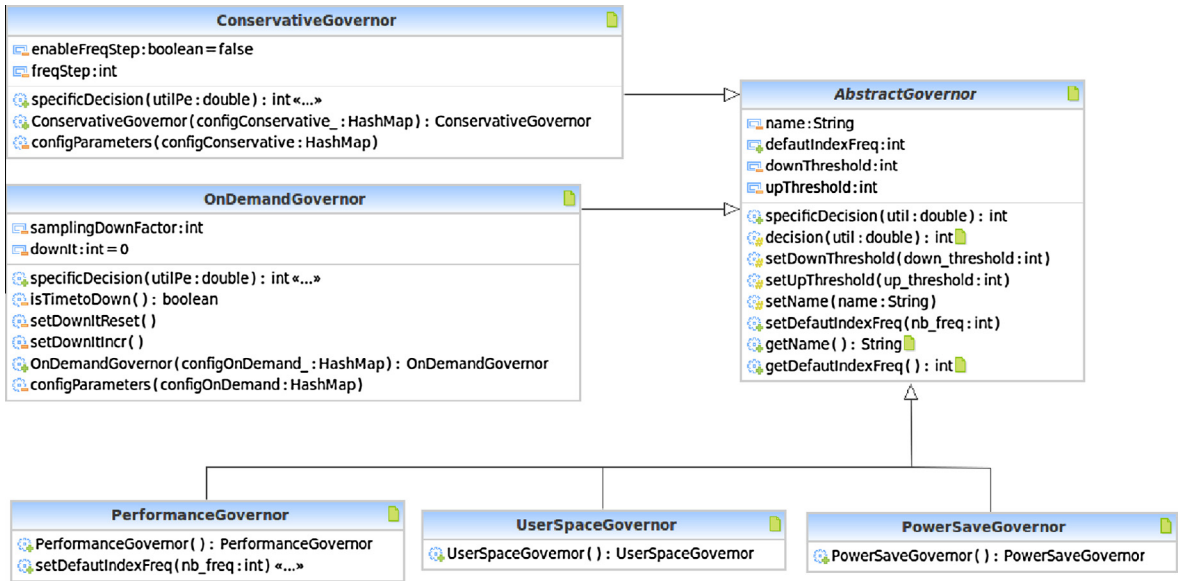 ConservativeGovernor
enableFreqStep:boolean=false
freqStep:int
specificDecision(utilPe:double): int«...»
ConservativeGovernor(configConservative_:HashMap): ConservativeGovernor
configParameters(configConservative:HashMap)
OnDemandGovernor
samplingDownFactor:int
downIt:int=0
specificDecision(utilPe:double): int«...»
isTimetoDown(): boolean
setDownItReset()
setDownItIncr()
OnDemandGovernor(configOnDemand_:HashMap): OnDemandGovernor
configParameters(configOnDemand:HashMap)
AbstractGovernor
name:String
defautIndexFreq:int
downThreshold:int
upThreshold:int
specificDecision(util:double): int
decision(util:double): int
setDownThreshold(down_threshold:int)
setUpThreshold(up_threshold:int)
setName(name:String)
setDefautIndexFreq(nb_freq:int)
getName(): String
getDefautIndexFreq(): int
PerformanceGovernor
PerformanceGovernor(): PerformanceGovernor
setDefautIndexFreq(nb_freq:int) «...»
UserSpaceGovernor
UserSpaceGovernor(): UserSpaceGovernor
PowerSaveGovernor
PowerSaveGovernor(): PowerSaveGovernor